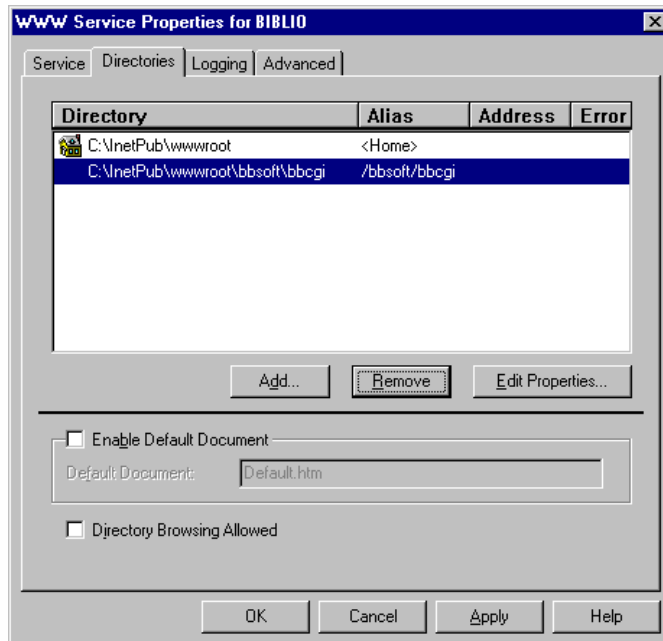 WWW Service Properties for BIBLIO
Service Directories Logging Advanced
Directory Alias Address Error
C:\InetPub\wwwroot <Home>
C:\InetPub\wwwroot\bbsoft\bbcgi /bbsoft/bbcgi
Add... Remove Edit Properties...
Enable Default Document
Default Document: Default.htm
Directory Browsing Allowed
OK Cancel Apply Help